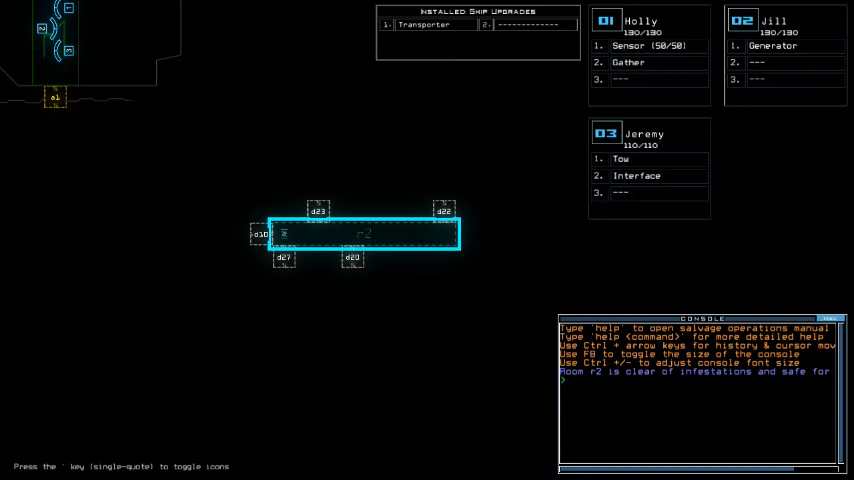 INSTALLED SHIP UPGRADES
1. Transporter 2. -------------
01 Holly
130/130
1. Sensor (50/50)
2. Gather
3. ---
02 Jill
130/130
1. Generator
2. ---
3. ---
03 Jeremy
110/110
1. Tow
2. Interface
3. ---
1
2
3
a1
d23
d22
d18
r2
d27
d20
CONSOLE
Type 'help' to open salvage operations manual
Type 'help <command>' for more detailed help
Use Ctrl + arrow keys for history & cursor mov
Use F8 to toggle the size of the console
Use Ctrl +/- to adjust console font size
Room r2 is clear of infestations and safe for
>
Press the ' key (single-quote) to toggle icons